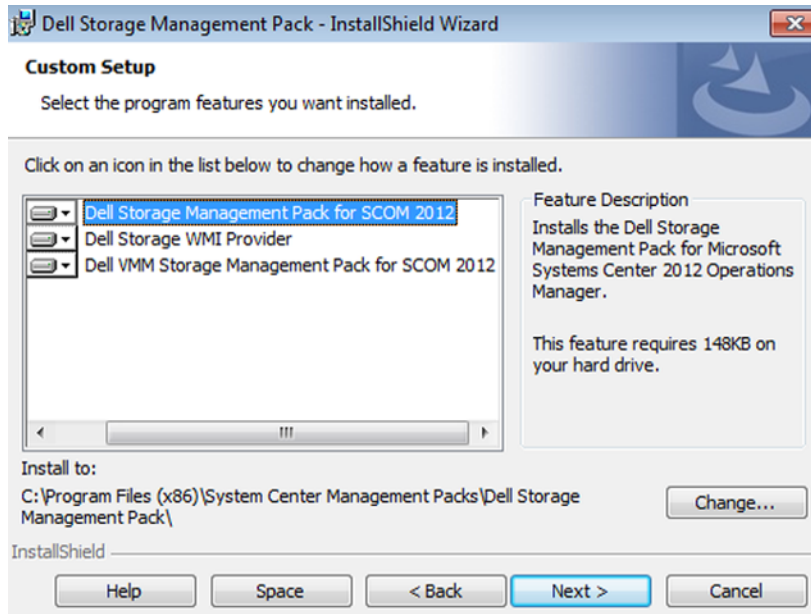 Dell Storage Management Pack - InstallShield Wizard
Custom Setup
Select the program features you want installed.
Click on an icon in the list below to change how a feature is installed.
Dell Storage Management Pack for SCOM 2012
Dell Storage WMI Provider
Dell VMM Storage Management Pack for SCOM 2012
Feature Description
Installs the Dell Storage
Management Pack for Microsoft
Systems Center 2012 Operations
Manager.
This feature requires 148KB on
your hard drive.
Install to:
C:\Program Files (x86)\System Center Management Packs\Dell Storage
Management Pack\
Change...
InstallShield
Help
Space
< Back
Next >
Cancel